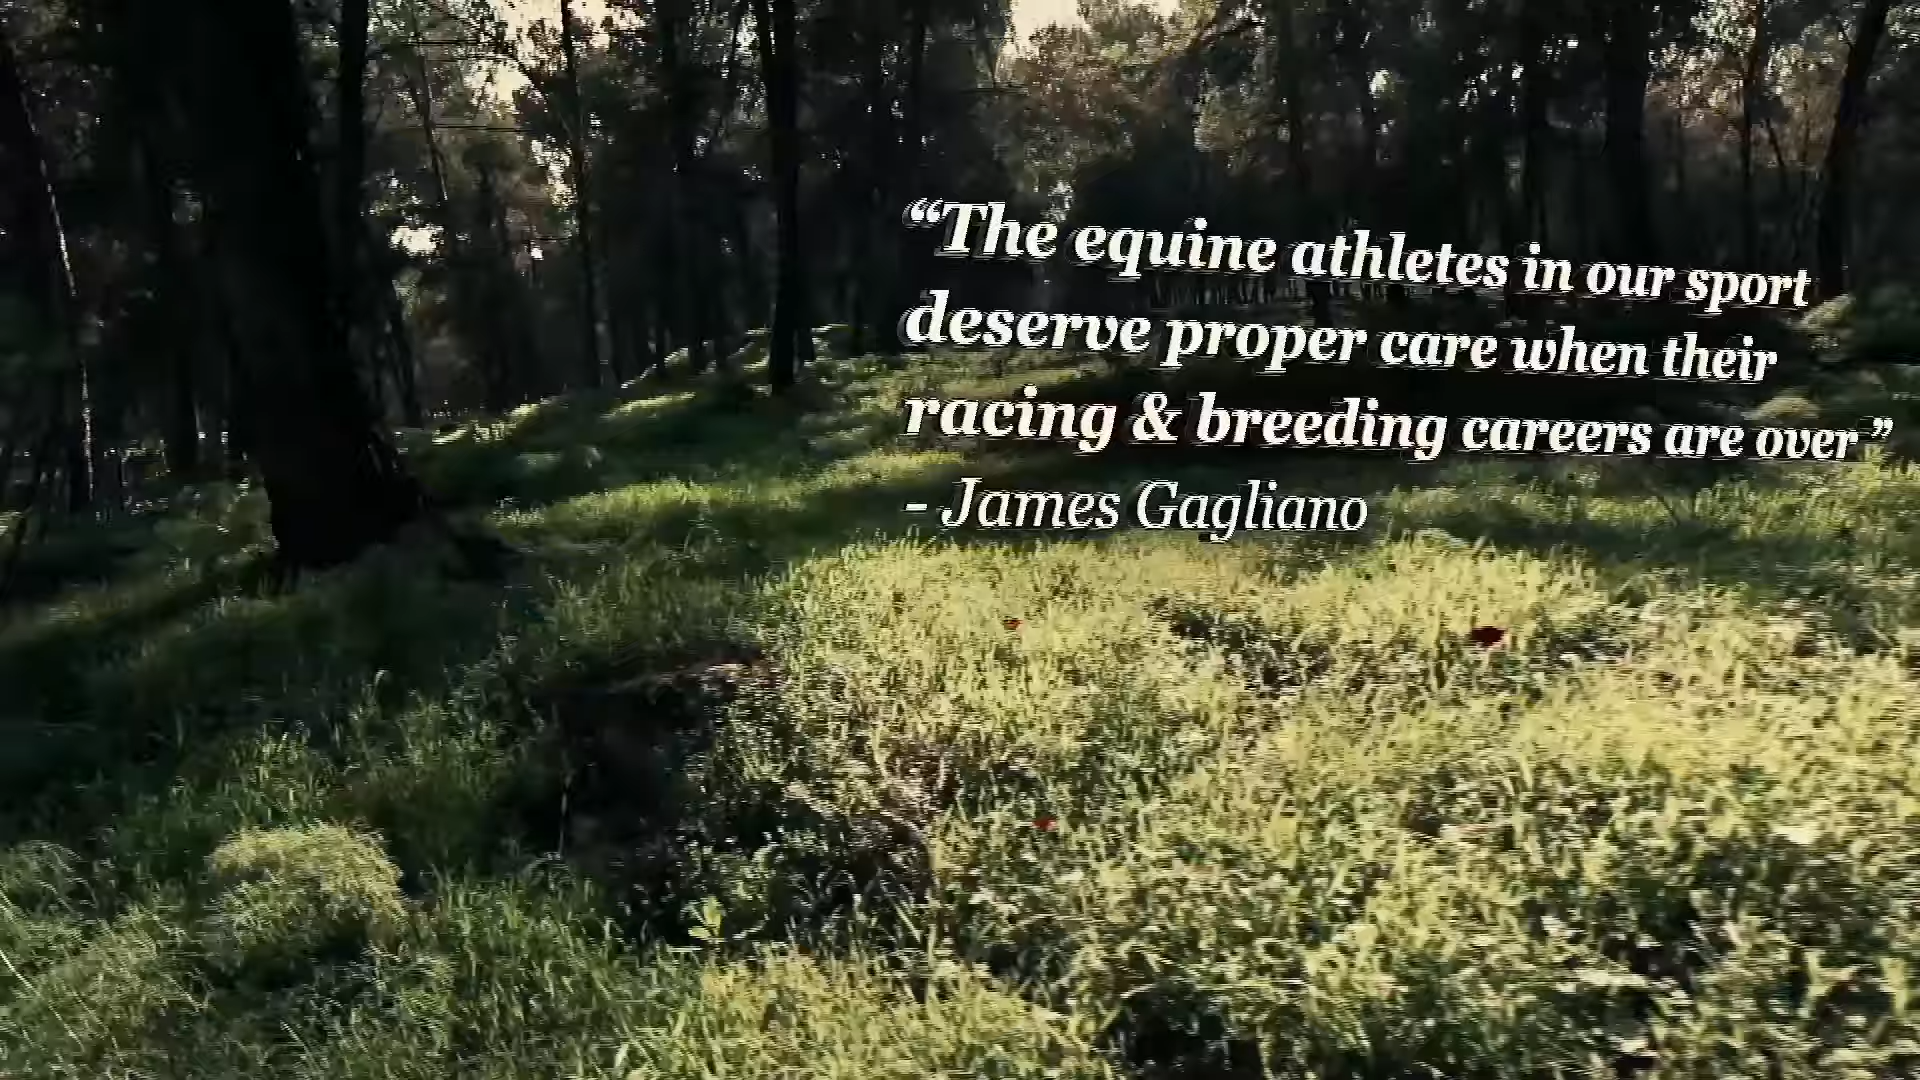 “The equine athletes in our sport
deserve proper care when their
racing & breeding careers are over ”
- James Gagliano